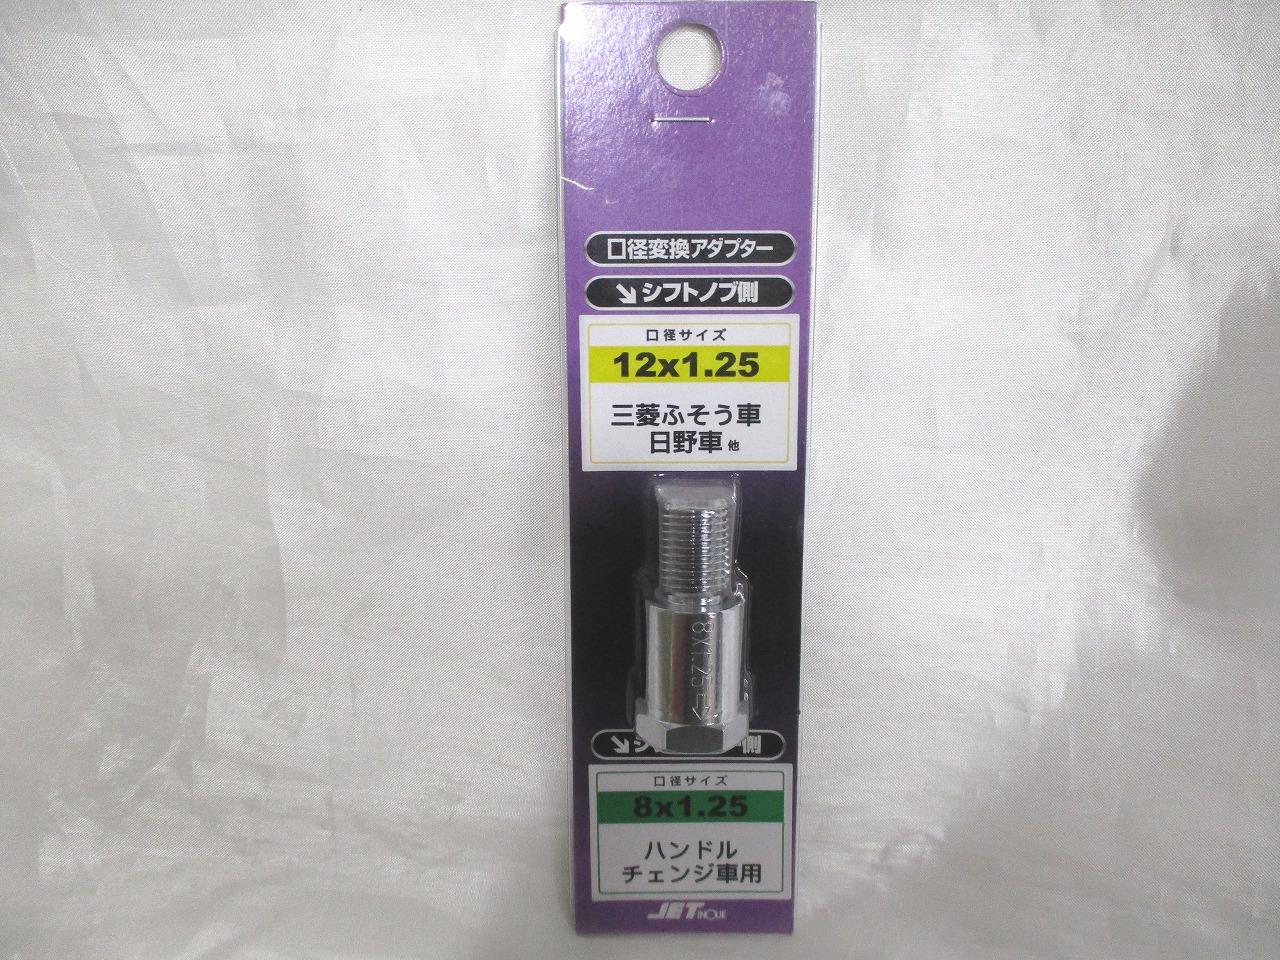 口径変換アダプター
➘シフトノブ側
口径サイズ
12x1.25
三菱ふそう車
日野車 他
8X1.25⇨
➘シ 側
口径サイズ
8x1.25
ハンドル
チェンジ車用
JET INOUE